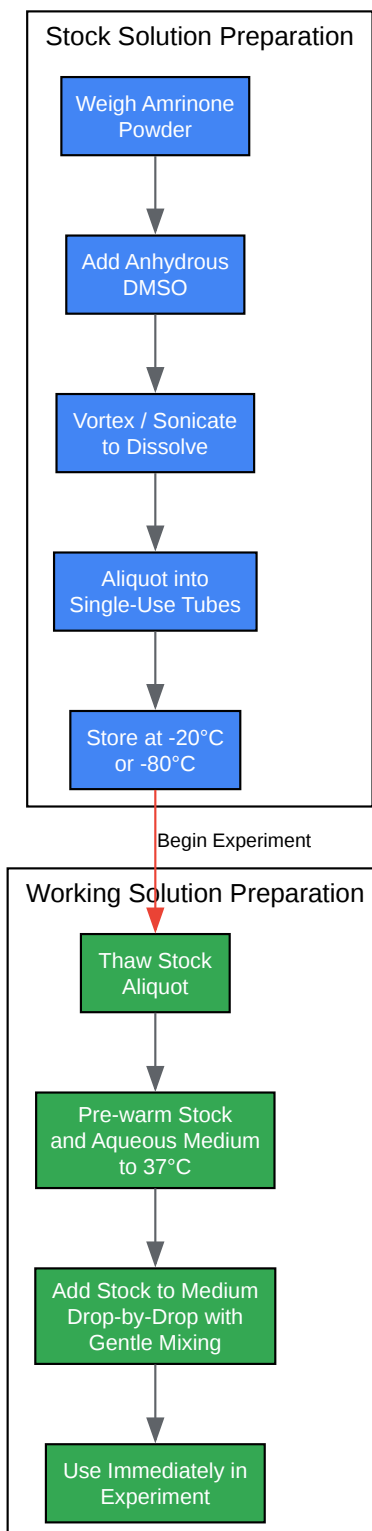 Stock Solution Preparation
Weigh Amrinone
Powder
Add Anhydrous
DMSO
Vortex / Sonicate
to Dissolve
Aliquot into
Single-Use Tubes
Store at -20°C
or -80°C
Begin Experiment
Working Solution Preparation
Thaw Stock
Aliquot
Pre-warm Stock
and Aqueous Medium
to 37°C
Add Stock to Medium
Drop-by-Drop with
Gentle Mixing
Use Immediately in
Experiment